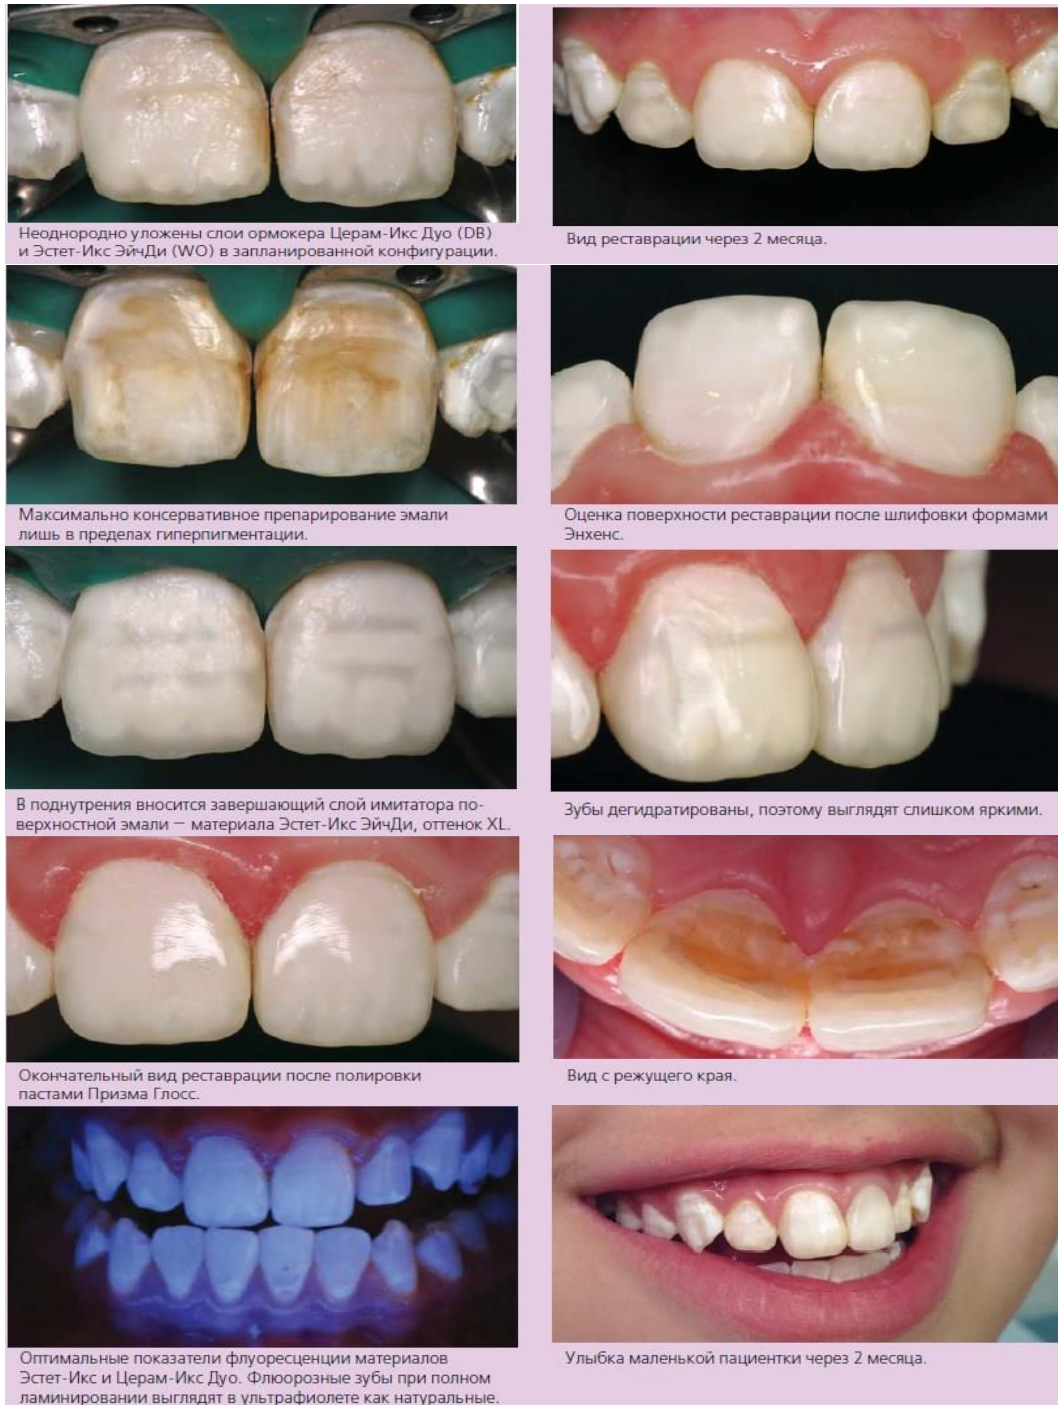 Неоднородно уложены слои ормокера Церам-Икс Дуо (DB)
и Эстет-Икс ЭйчДи (WO) в запланированной конфигурации.
Вид реставрации через 2 месяца.
Максимально консервативное препарирование эмали
лишь в пределах гиперпигментации.
Оценка поверхности реставрации после шлифовки формами
Энхенс.
В поднутрения вносится завершающий слой имитатора по-
верхностной эмали — материала Эстет-Икс ЭйчДи, оттенок XL.
Зубы дегидратированы, поэтому выглядят слишком яркими.
Окончательный вид реставрации после полировки
пастами Призма Глосс.
Вид с режущего края.
Оптимальные показатели флуоресценции материалов
Эстет-Икс и Церам-Икс Дуо. Флюорозные зубы при полном
ламинировании выглядят в ультрафиолете как натуральные.
Улыбка маленькой пациентки через 2 месяца.